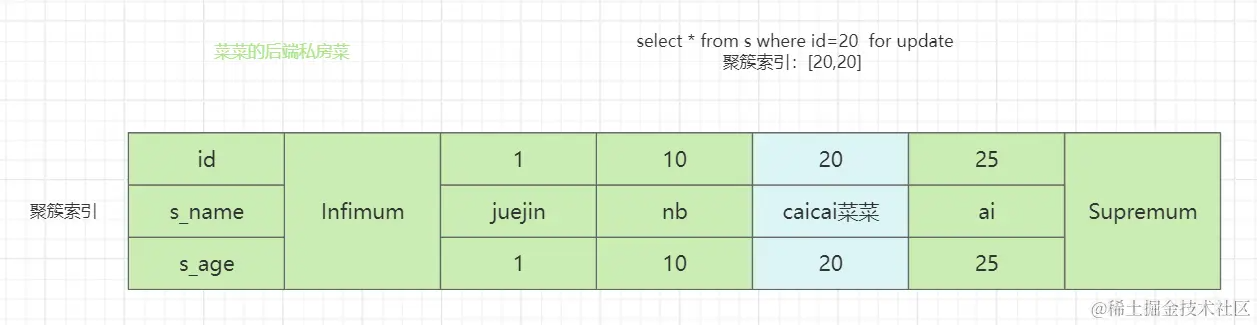 菜菜的后端私房菜
select * from s where id=20  for update
聚簇索引：[20,20]
id 1 10 20 25
聚簇索引 s_name Infimum juejin nb caicai菜菜 ai Supremum
s_age 1 10 20 25
@稀土掘金技术社区